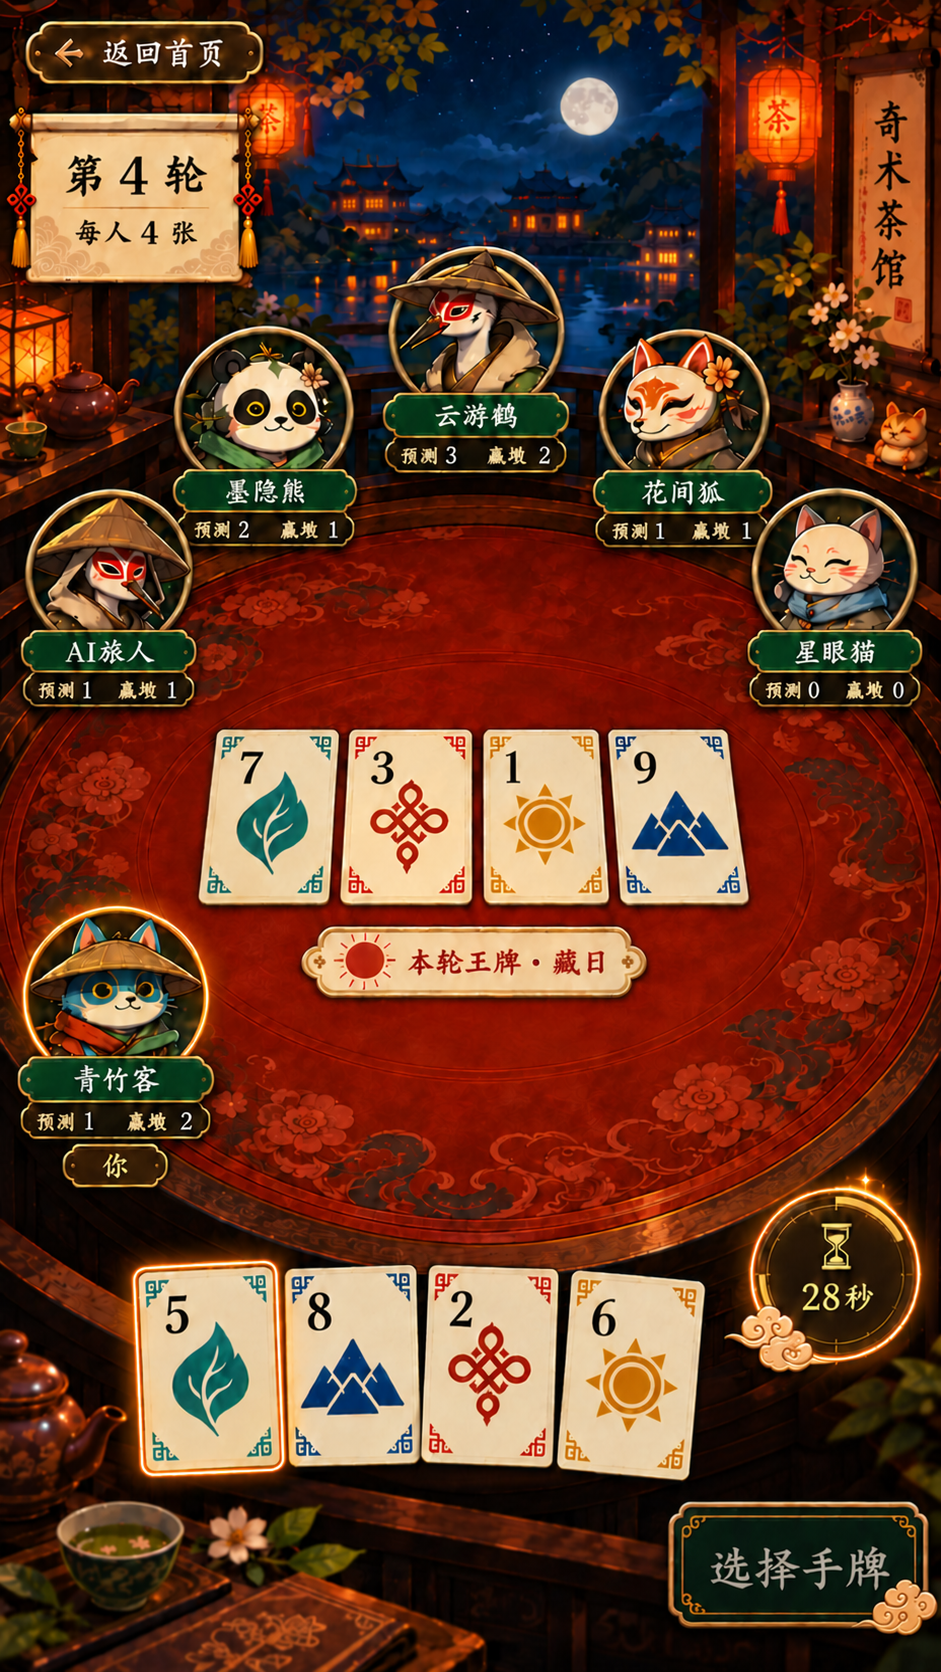 返回首页
第 4 轮
每人 4 张
茶
茶
奇术茶馆
云游鹤
预测 3 赢墩 2
墨隐熊
预测 2 赢墩 1
花间狐
预测 1 赢墩 1
AI旅人
预测 1 赢墩 1
星眼猫
预测 0 赢墩 0
7
3
1
9
本轮王牌·藏日
青竹客
预测 1 赢墩 2
你
28秒
5
8
2
6
选择手牌